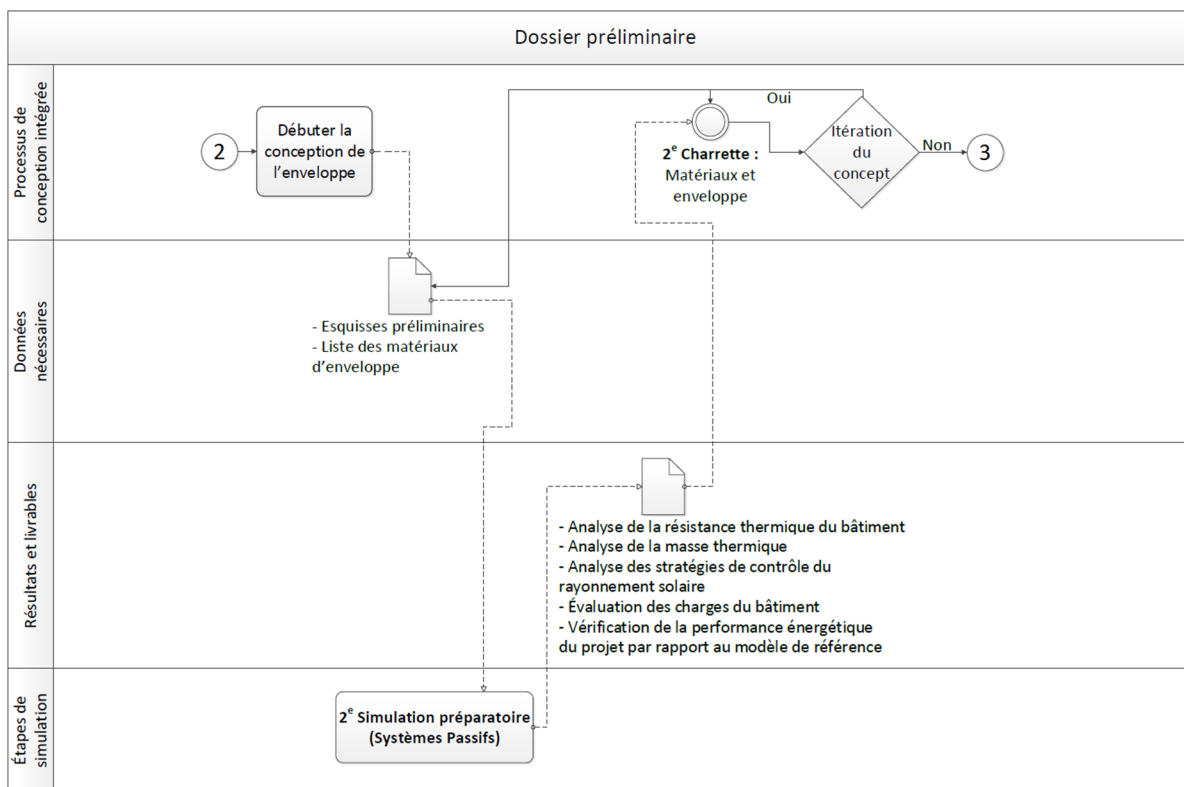 Dossier préliminaire
Processus de
conception intégrée
2
Débuter la
conception de
l'enveloppe
2e Charrette :
Matériaux et
enveloppe
Oui
Itération
du
concept
Non
3
Données
nécessaires
- Esquisses préliminaires
- Liste des matériaux
d'enveloppe
Résultats et livrables
- Analyse de la résistance thermique du bâtiment
- Analyse de la masse thermique
- Analyse des stratégies de contrôle du
rayonnement solaire
- Évaluation des charges du bâtiment
- Vérification de la performance énergétique
du projet par rapport au modèle de référence
Étapes de
simulation
2e Simulation préparatoire
(Systèmes Passifs)